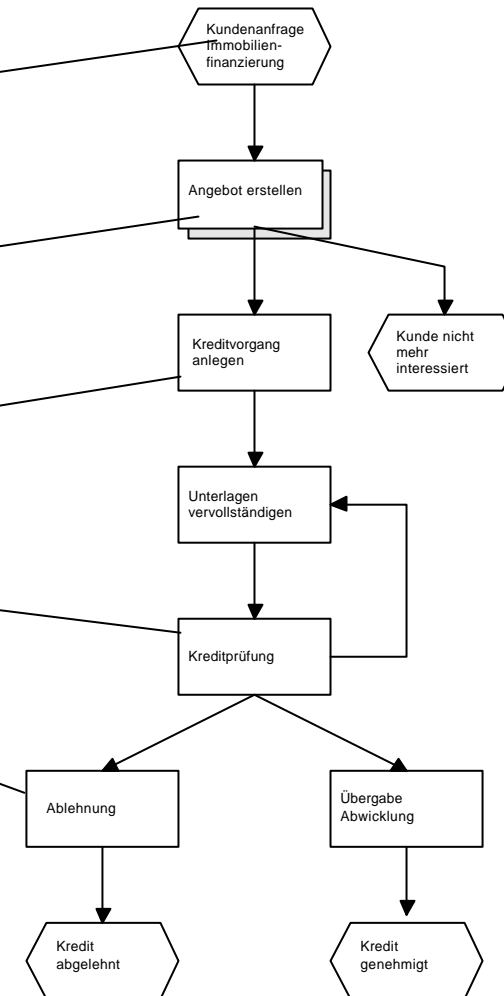 Kundenanfrage
Immobilien-
finanzierung
Angebot erstellen
Kreditvorgang
anlegen
Kunde nicht
mehr
interessiert
Unterlagen
vervollständigen
Kreditprüfung
Ablehnung
Übergabe
Abwicklung
Kredit
abgelehnt
Kredit
genehmigt